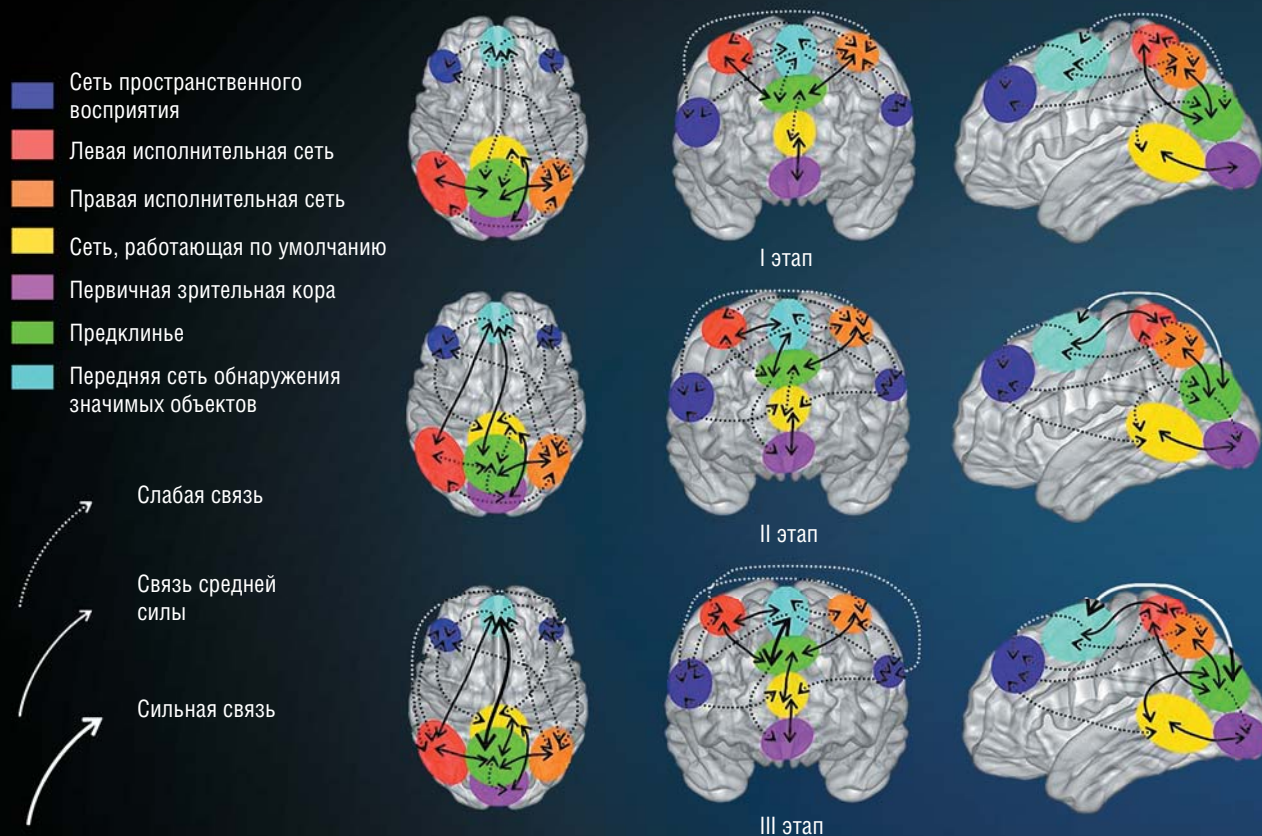 Сеть пространственного
восприятия
Левая исполнительная сеть
Правая исполнительная сеть
Сеть, работающая по умолчанию
Первичная зрительная кора
Предклинье
Передняя сеть обнаружения
значимых объектов
Слабая связь
Связь средней
силы
Сильная связь
I этап
II этап
III этап